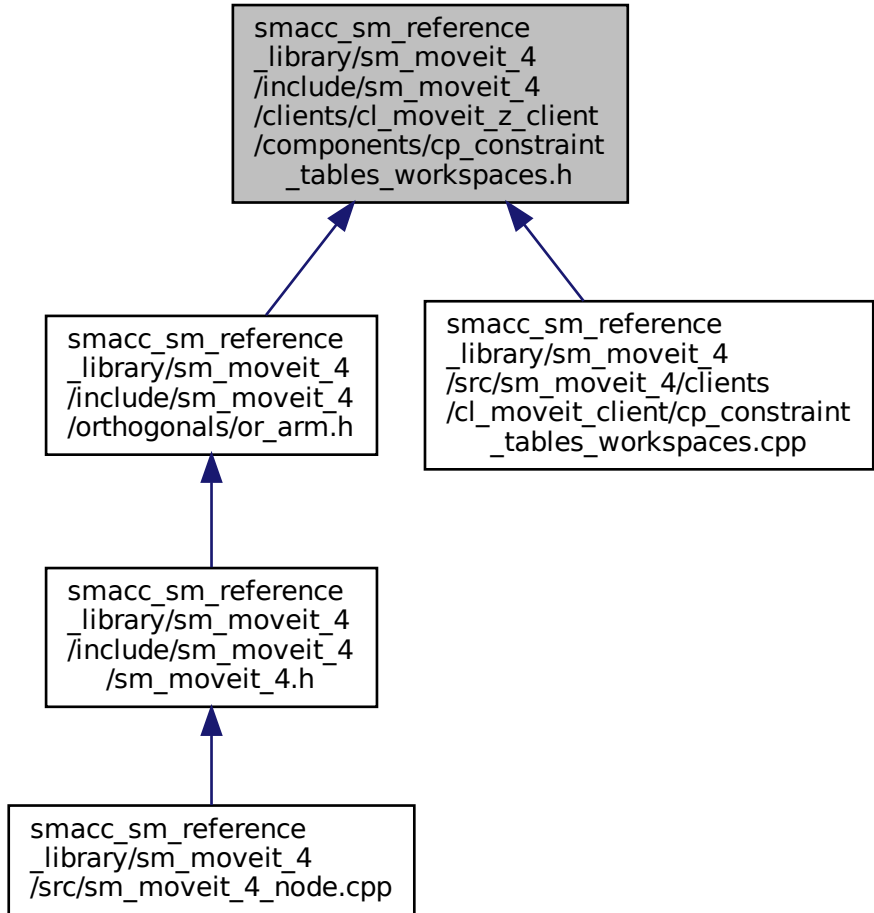 smacc_sm_reference
_library/sm_moveit_4
/include/sm_moveit_4
/clients/cl_moveit_z_client
/components/cp_constraint
_tables_workspaces.h
smacc_sm_reference
_library/sm_moveit_4
/include/sm_moveit_4
/orthogonals/or_arm.h
smacc_sm_reference
_library/sm_moveit_4
/src/sm_moveit_4/clients
/cl_moveit_client/cp_constraint
_tables_workspaces.cpp
smacc_sm_reference
_library/sm_moveit_4
/include/sm_moveit_4
/sm_moveit_4.h
smacc_sm_reference
_library/sm_moveit_4
/src/sm_moveit_4_node.cpp